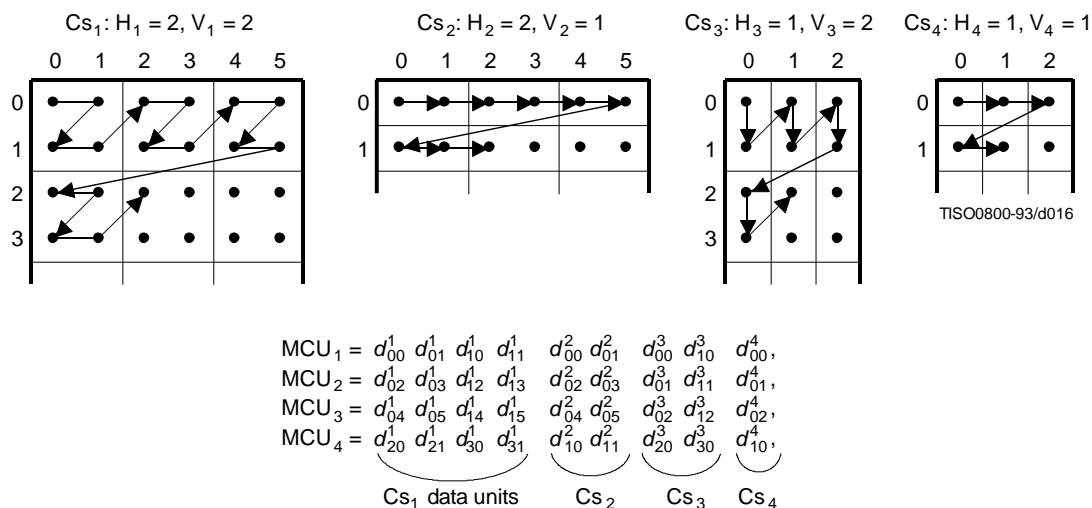 Cs₁: H₁ = 2, V₁ = 2 Cs₂: H₂ = 2, V₂ = 1 Cs₃: H₃ = 1, V₃ = 2 Cs₄: H₄ = 1, V₄ = 1
0 1 2 3 4 5 0 1 2 3 4 5 0 1 2 0 1 2
0 0 0 0
1 1 1 1
2 2
TISO0800-93/d016
3 3
MCU₁ = d¹₀₀ d¹₀₁ d¹₁₀ d¹₁₁ d²₀₀ d²₀₁ d³₀₀ d³₁₀ d⁴₀₀,
MCU₂ = d¹₀₂ d¹₀₃ d¹₁₂ d¹₁₃ d²₀₂ d²₀₃ d³₀₁ d³₁₁ d⁴₀₁,
MCU₃ = d¹₀₄ d¹₀₅ d¹₁₄ d¹₁₅ d²₀₄ d²₀₅ d³₀₂ d³₁₂ d⁴₀₂,
MCU₄ = d¹₂₀ d¹₂₁ d¹₃₀ d¹₃₁ d²₁₀ d²₁₁ d³₂₀ d³₃₀ d⁴₁₀,
Cs₁ data units Cs₂ Cs₃ Cs₄